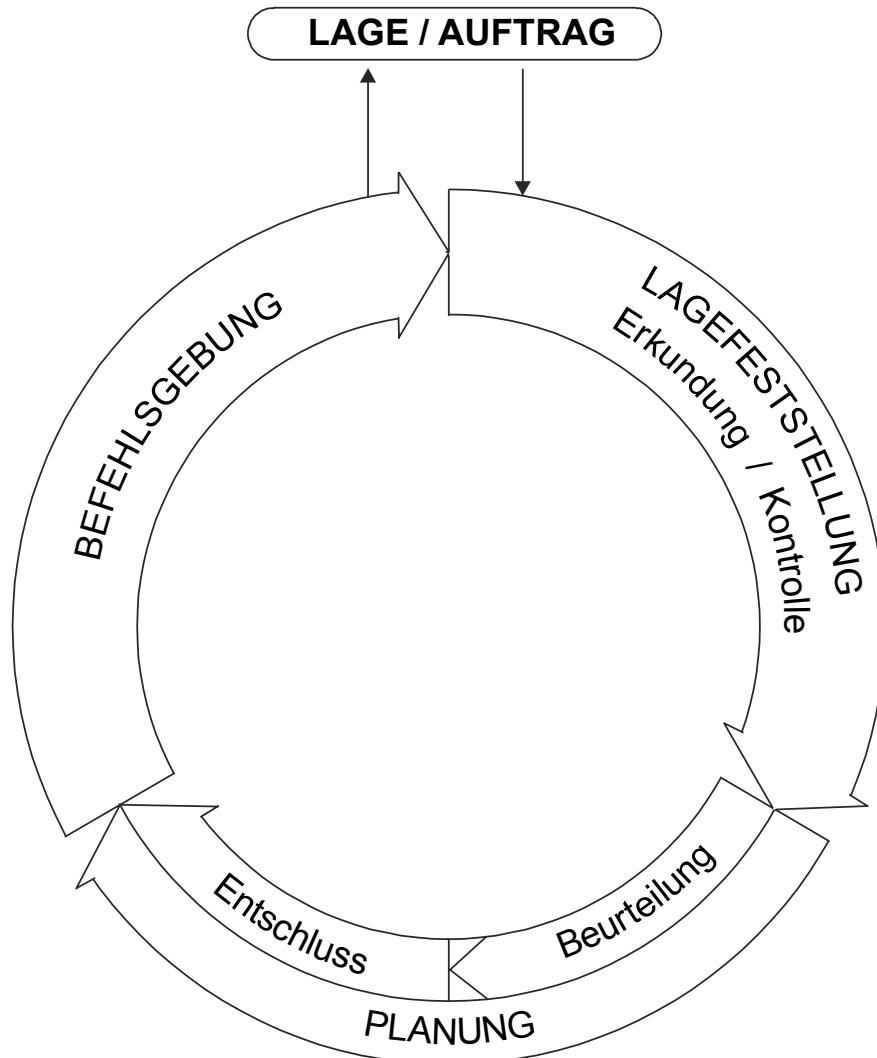 LAGE / AUFTRAG
LAGEFESTSTELLUNG
Erkundung / Kontrolle
Beurteilung
Entschluss
PLANUNG
BEFEHLSGEBUNG